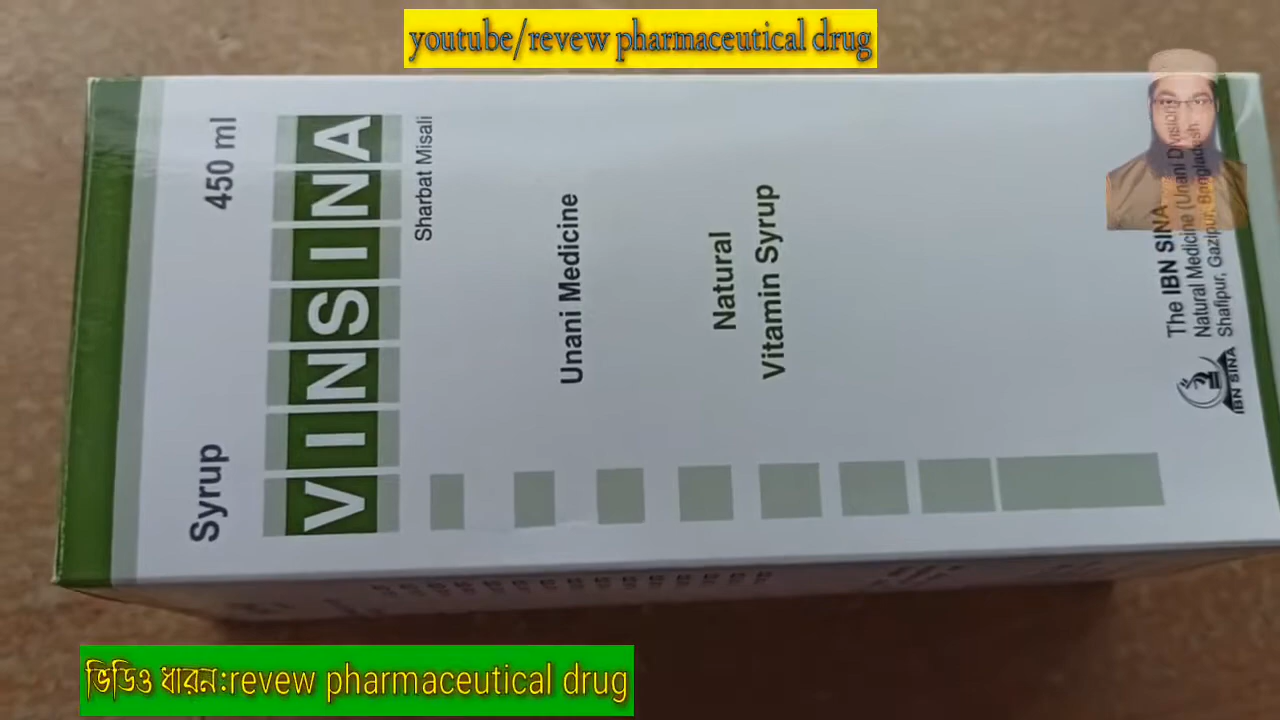 youtube/revew pharmaceutical drug
Syrup 450 ml
VINSINA
Sharbat Misali
Unani Medicine
Natural
Vitamin Syrup
The IBN SINA
Natural Medicine (Unani Division)
Shafipur, Gazipur, Bangladesh
IBN SINA
ভিডিও ধারন:revew pharmaceutical drug